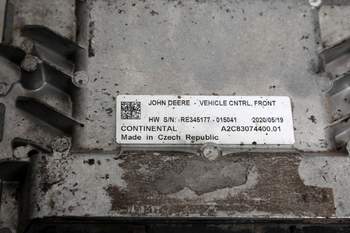 JOHN DEERE - VEHICLE CNTRL, FRONT
HW S/N: -RE345177 - 015041 2020/05/19
CONTINENTAL A2C83074400.01
Made in Czech Republic